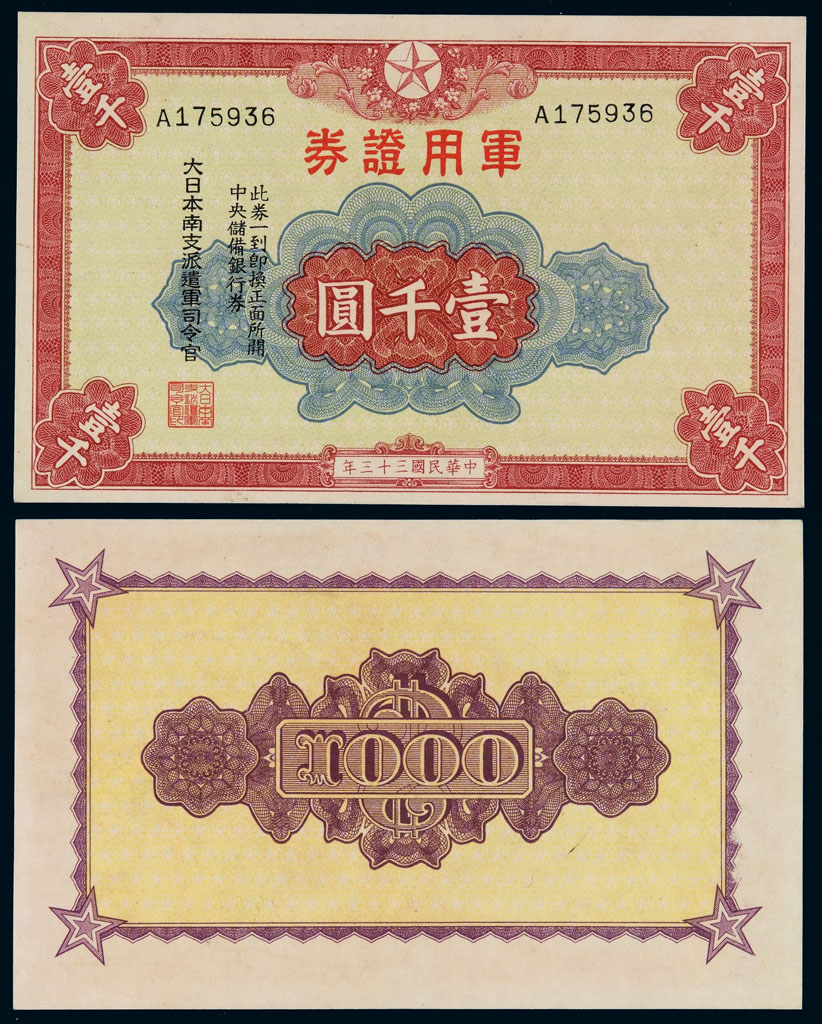 壹千
壹千
A175936
A175936
軍用證券
壹千圓
此券一到即換正面所開
中央儲備銀行券
大日本南支派遣軍司令官
壹千
壹千
中華民國三十三年
1000